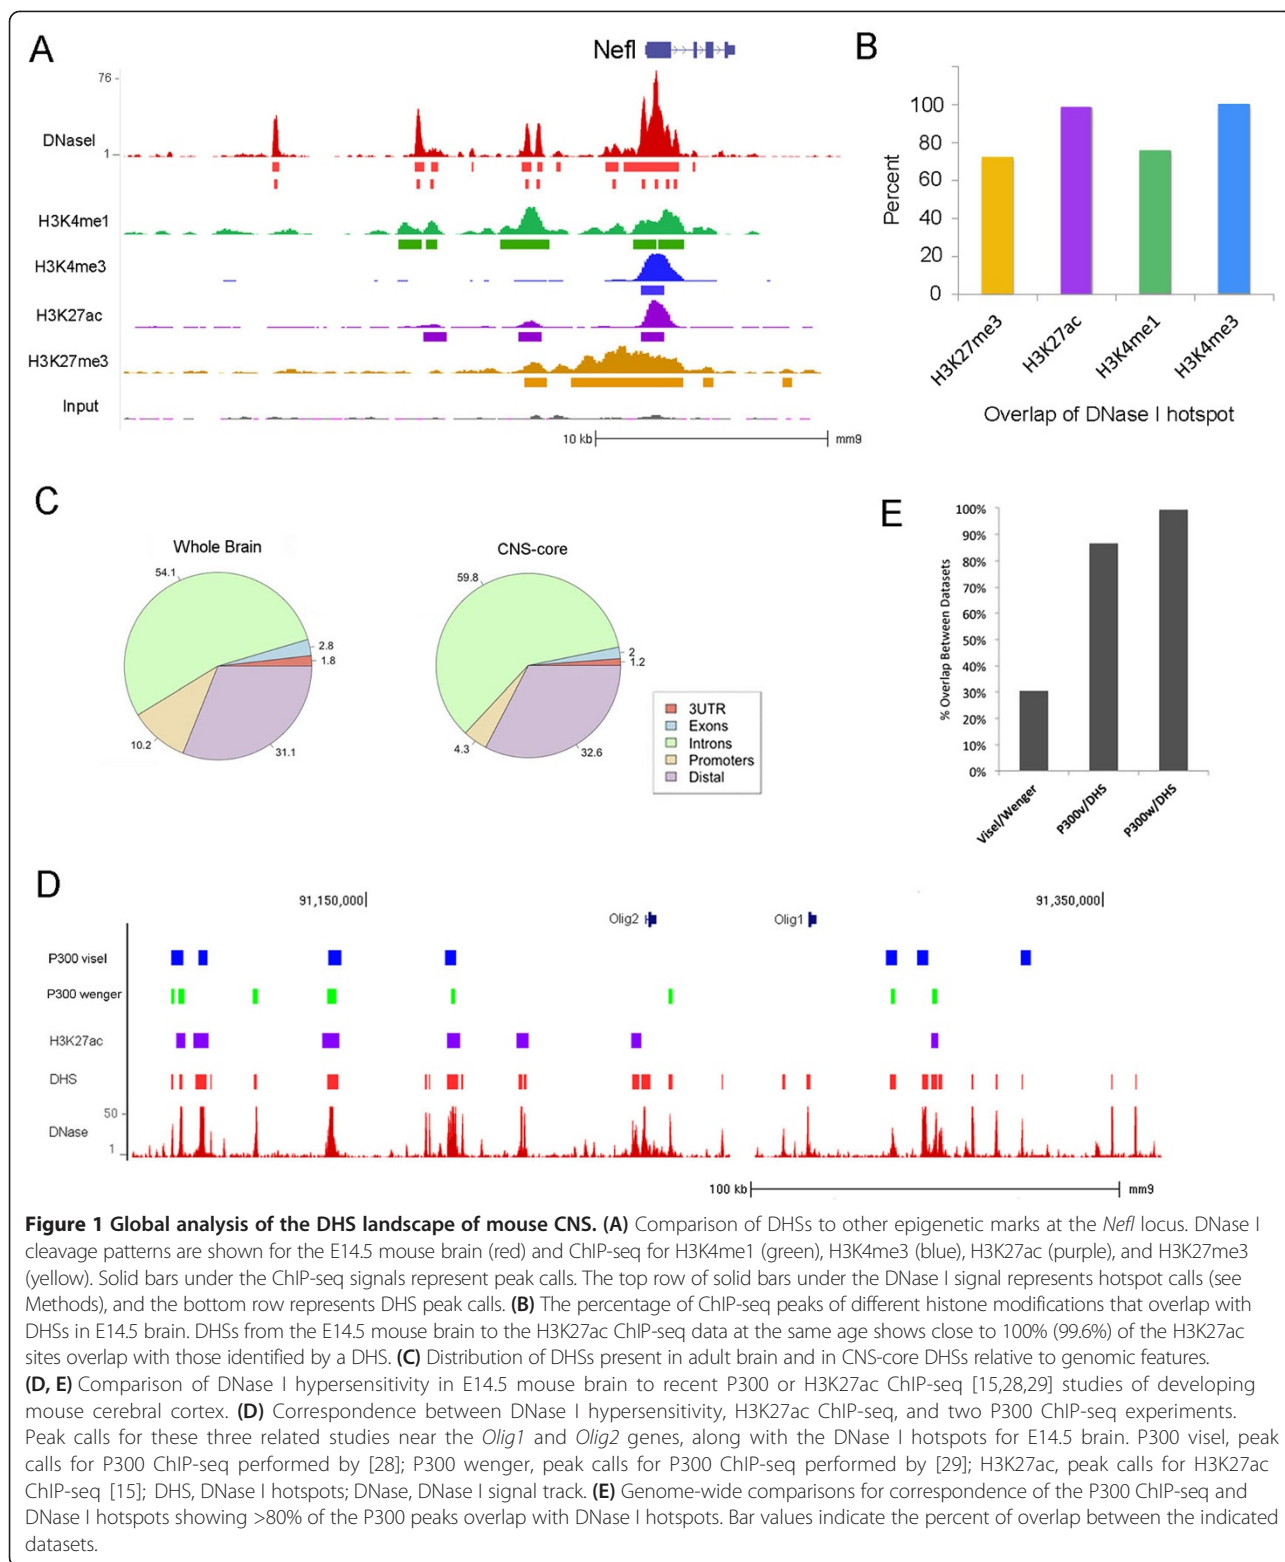 A
Nefl
76
DNaseI
1
H3K4me1
H3K4me3
H3K27ac
H3K27me3
Input
10 kb
mm9
B
Percent
100
80
60
40
20
0
H3K27me3
H3K27ac
H3K4me1
H3K4me3
Overlap of DNase I hotspot
C
Whole Brain
54.1
2.8
1.8
10.2
31.1
CNS-core
59.8
2
1.2
4.3
32.6
3UTR
Exons
Introns
Promoters
Distal
E
% Overlap Between Datasets
100%
90%
80%
70%
60%
50%
40%
30%
20%
10%
0%
Visel/Wenger
P300v/DHS
P300w/DHS
D
91,150,000
91,350,000
Olig2
Olig1
P300 visel
P300 wenger
H3K27ac
DHS
50
DNase
1
100 kb
mm9
Figure 1 Global analysis of the DHS landscape of mouse CNS. (A) Comparison of DHSs to other epigenetic marks at the Nefl locus. DNase I
cleavage patterns are shown for the E14.5 mouse brain (red) and ChIP-seq for H3K4me1 (green), H3K4me3 (blue), H3K27ac (purple), and H3K27me3
(yellow). Solid bars under the ChIP-seq signals represent peak calls. The top row of solid bars under the DNase I signal represents hotspot calls (see
Methods), and the bottom row represents DHS peak calls. (B) The percentage of ChIP-seq peaks of different histone modifications that overlap with
DHSs in E14.5 brain. DHSs from the E14.5 mouse brain to the H3K27ac ChIP-seq data at the same age shows close to 100% (99.6%) of the H3K27ac
sites overlap with those identified by a DHS. (C) Distribution of DHSs present in adult brain and in CNS-core DHSs relative to genomic features.
(D, E) Comparison of DNase I hypersensitivity in E14.5 mouse brain to recent P300 or H3K27ac ChIP-seq [15,28,29] studies of developing
mouse cerebral cortex. (D) Correspondence between DNase I hypersensitivity, H3K27ac ChIP-seq, and two P300 ChIP-seq experiments.
Peak calls for these three related studies near the Olig1 and Olig2 genes, along with the DNase I hotspots for E14.5 brain. P300 visel, peak
calls for P300 ChIP-seq performed by [28]; P300 wenger, peak calls for P300 ChIP-seq performed by [29]; H3K27ac, peak calls for H3K27ac
ChIP-seq [15]; DHS, DNase I hotspots; DNase, DNase I signal track. (E) Genome-wide comparisons for correspondence of the P300 ChIP-seq and
DNase I hotspots showing >80% of the P300 peaks overlap with DNase I hotspots. Bar values indicate the percent of overlap between the indicated
datasets.